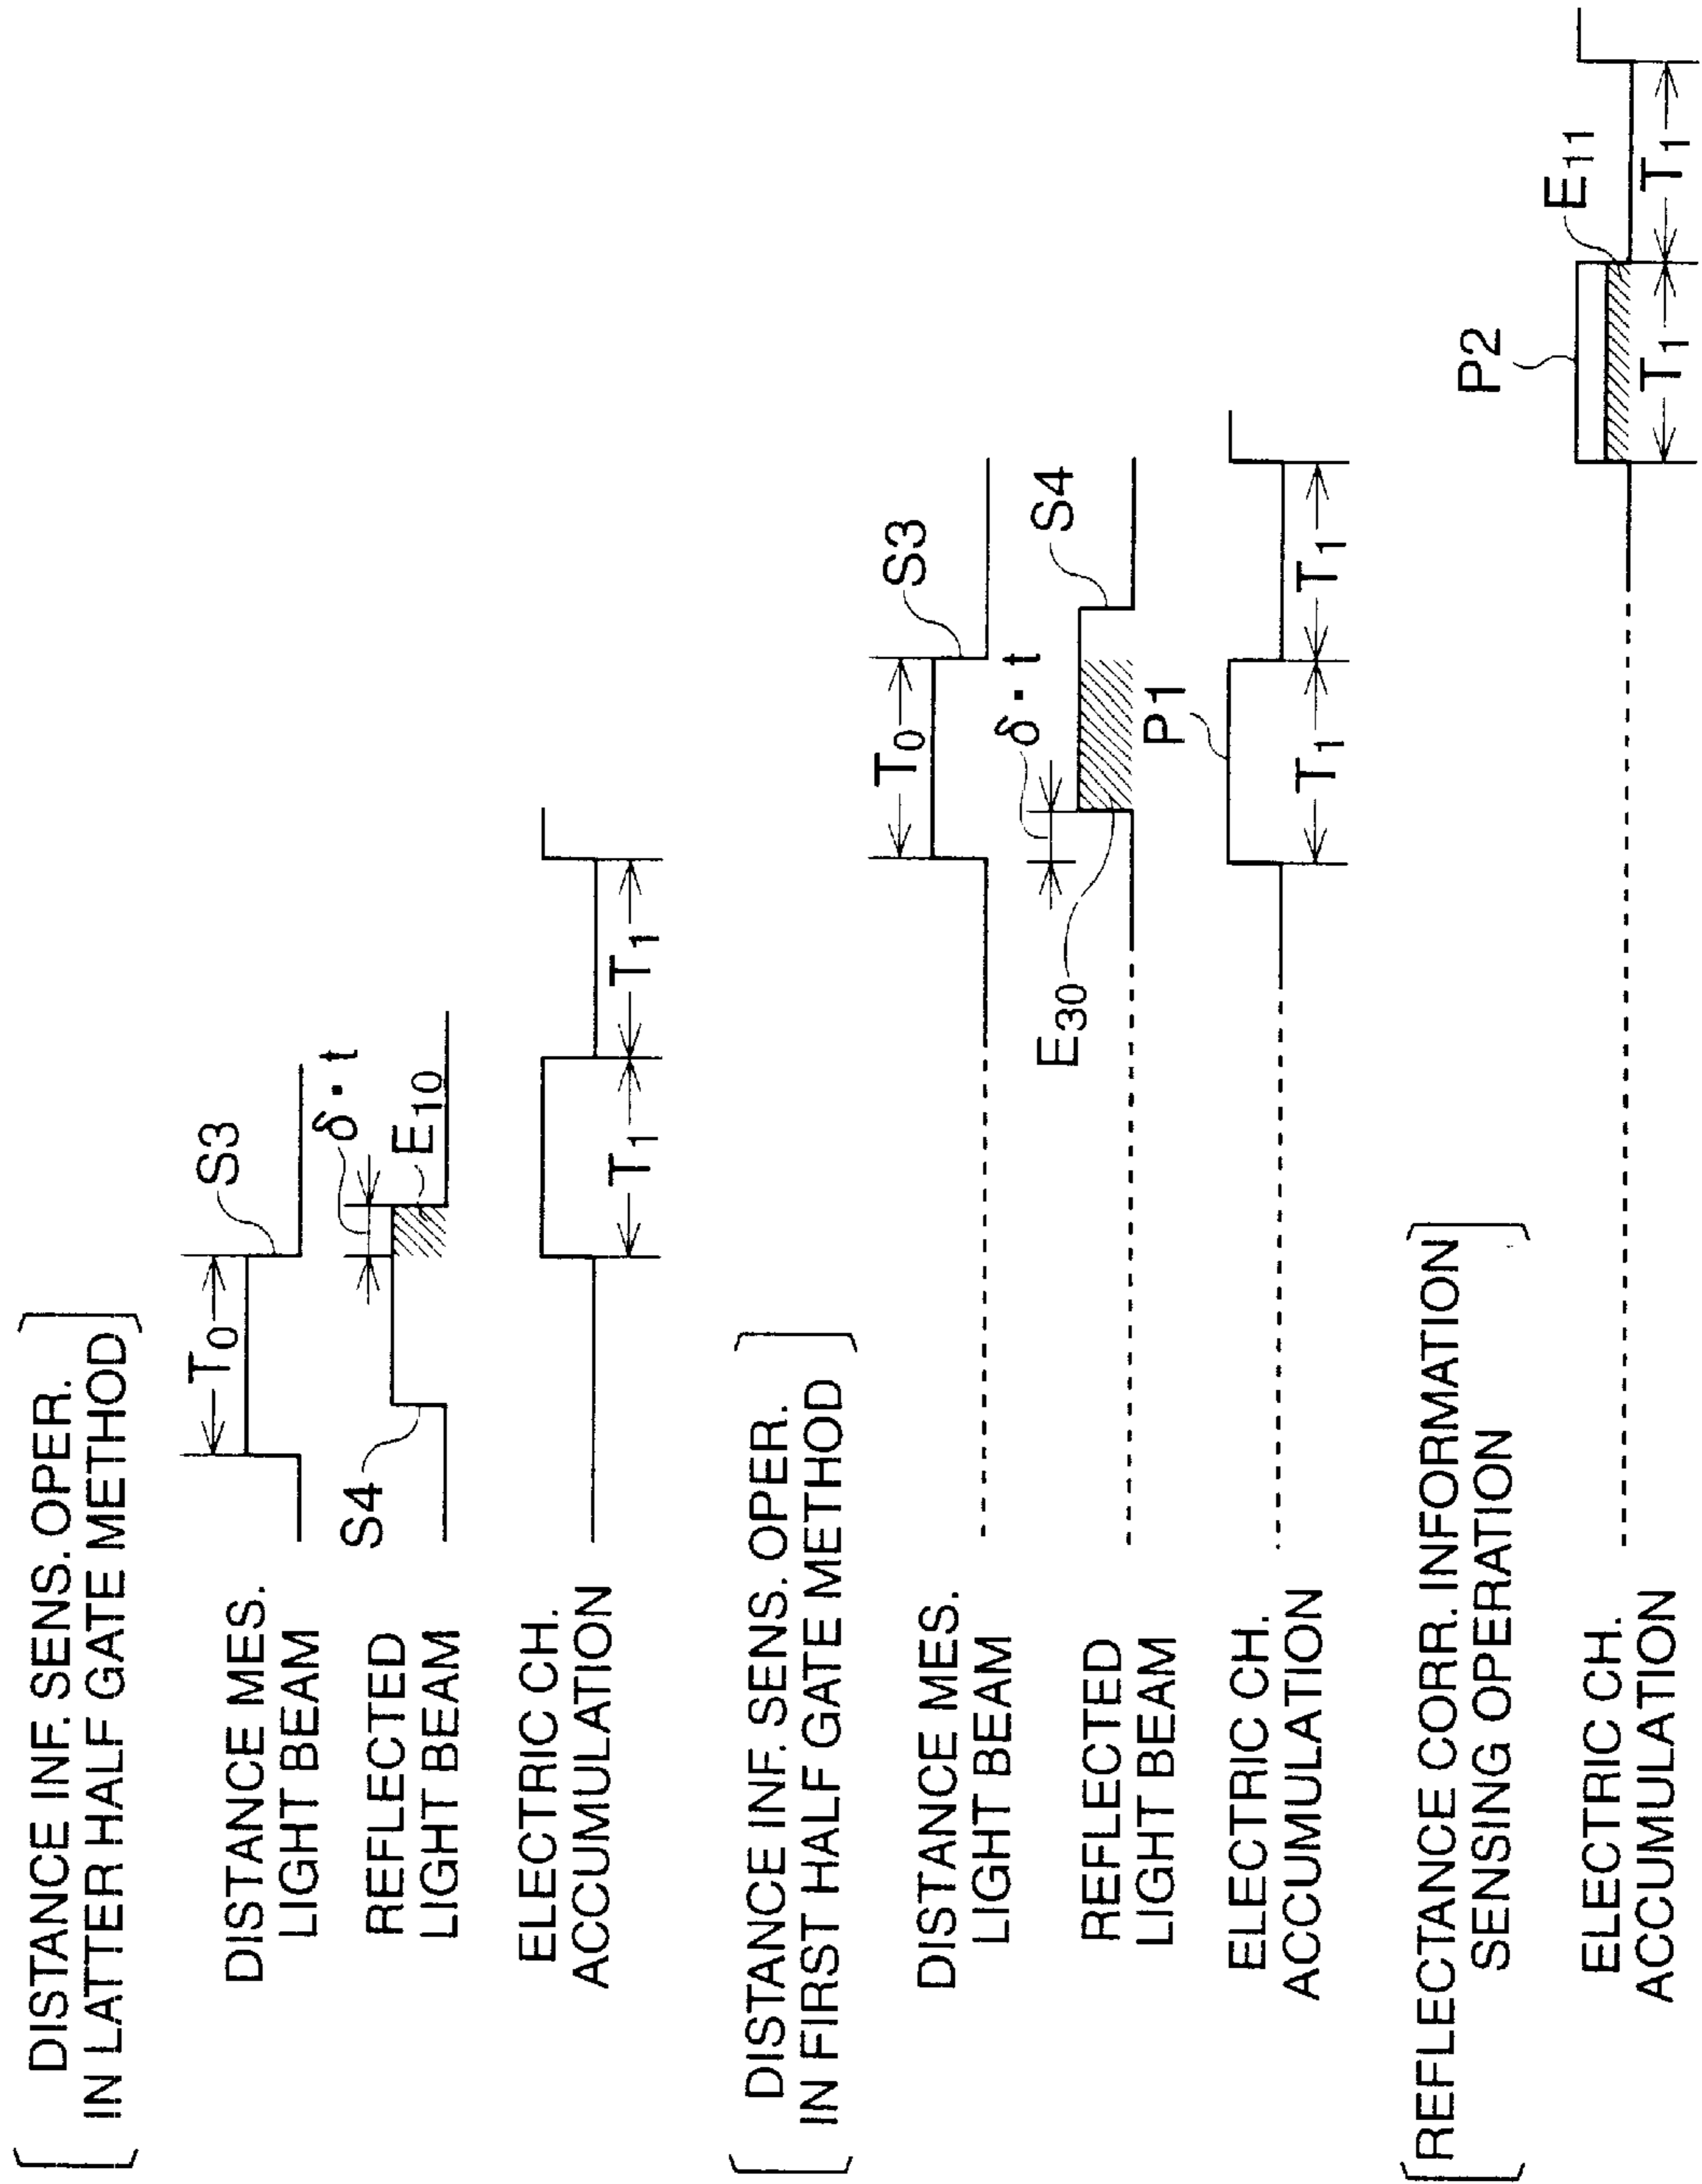 [DISTANCE INF. SENS. OPER.
IN LATTER HALF GATE METHOD]
DISTANCE MES.
LIGHT BEAM
T0
S3
REFLECTED
LIGHT BEAM
S4
δ・t
E10
ELECTRIC CH.
ACCUMULATION
T1
T1
[DISTANCE INF. SENS. OPER.
IN FIRST HALF GATE METHOD]
DISTANCE MES.
LIGHT BEAM
T0
S3
REFLECTED
LIGHT BEAM
E30
δ・t
S4
ELECTRIC CH.
ACCUMULATION
P1
T1
T1
[REFLECTANCE CORR. INFORMATION
SENSING OPERATION]
ELECTRIC CH.
ACCUMULATION
P2
E11
T1
T1